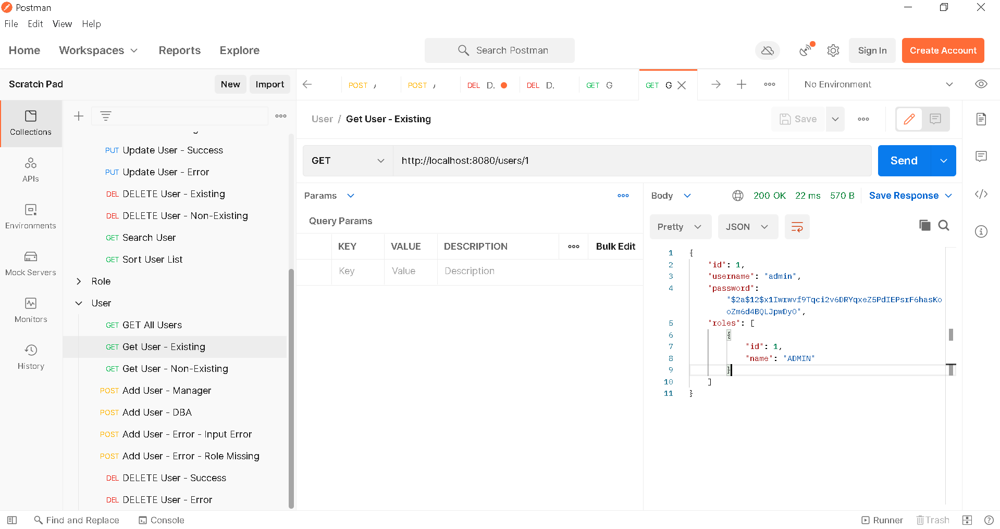 Postman
File Edit View Help
Home Workspaces Reports Explore Search Postman Sign In Create Account
Scratch Pad New Import
POST POST DEL D. DEL D. GET G GET G No Environment
Collections
APIs
Environments
Mock Servers
Monitors
History
PUT Update User - Success
PUT Update User - Error
DEL DELETE User - Existing
DEL DELETE User - Non-Existing
GET Search User
GET Sort User List
Role
User
GET GET All Users
GET Get User - Existing
GET Get User - Non-Existing
POST Add User - Manager
POST Add User - DBA
POST Add User - Error - Input Error
POST Add User - Error - Role Missing
DEL DELETE User - Success
DEL DELETE User - Error
User / Get User - Existing Save
GET http://localhost:8080/users/1 Send
Params
Query Params
KEY VALUE DESCRIPTION Bulk Edit
Key Value Description
Body 200 OK 22 ms 570 B Save Response
Pretty JSON
1 {
2 "id": 1,
3 "username": "admin",
4 "password":
"$2a$12$x1Iwrwvf9Tqci2v6DRYqxeZ5PdIEPsrF6hasKo
oZm6d4BQLJpwDyO",
5 "roles": [
6 {
7 "id": 1,
8 "name": "ADMIN"
9 }
10 ]
11 }
Find and Replace Console Runner Trash